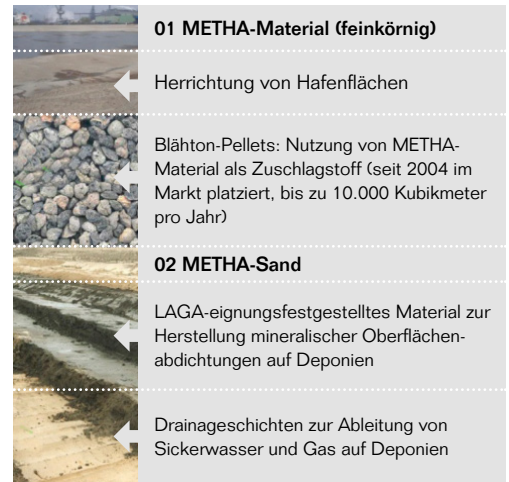 01 METHA-Material (feinkörnig)
Herrichtung von Hafenflächen
Blähton-Pellets: Nutzung von METHA-
Material als Zuschlagstoff (seit 2004 im
Markt platziert, bis zu 10.000 Kubikmeter
pro Jahr)
02 METHA-Sand
LAGA-eignungsfestgestelltes Material zur
Herstellung mineralischer Oberflächen-
abdichtungen auf Deponien
Drainageschichten zur Ableitung von
Sickerwasser und Gas auf Deponien